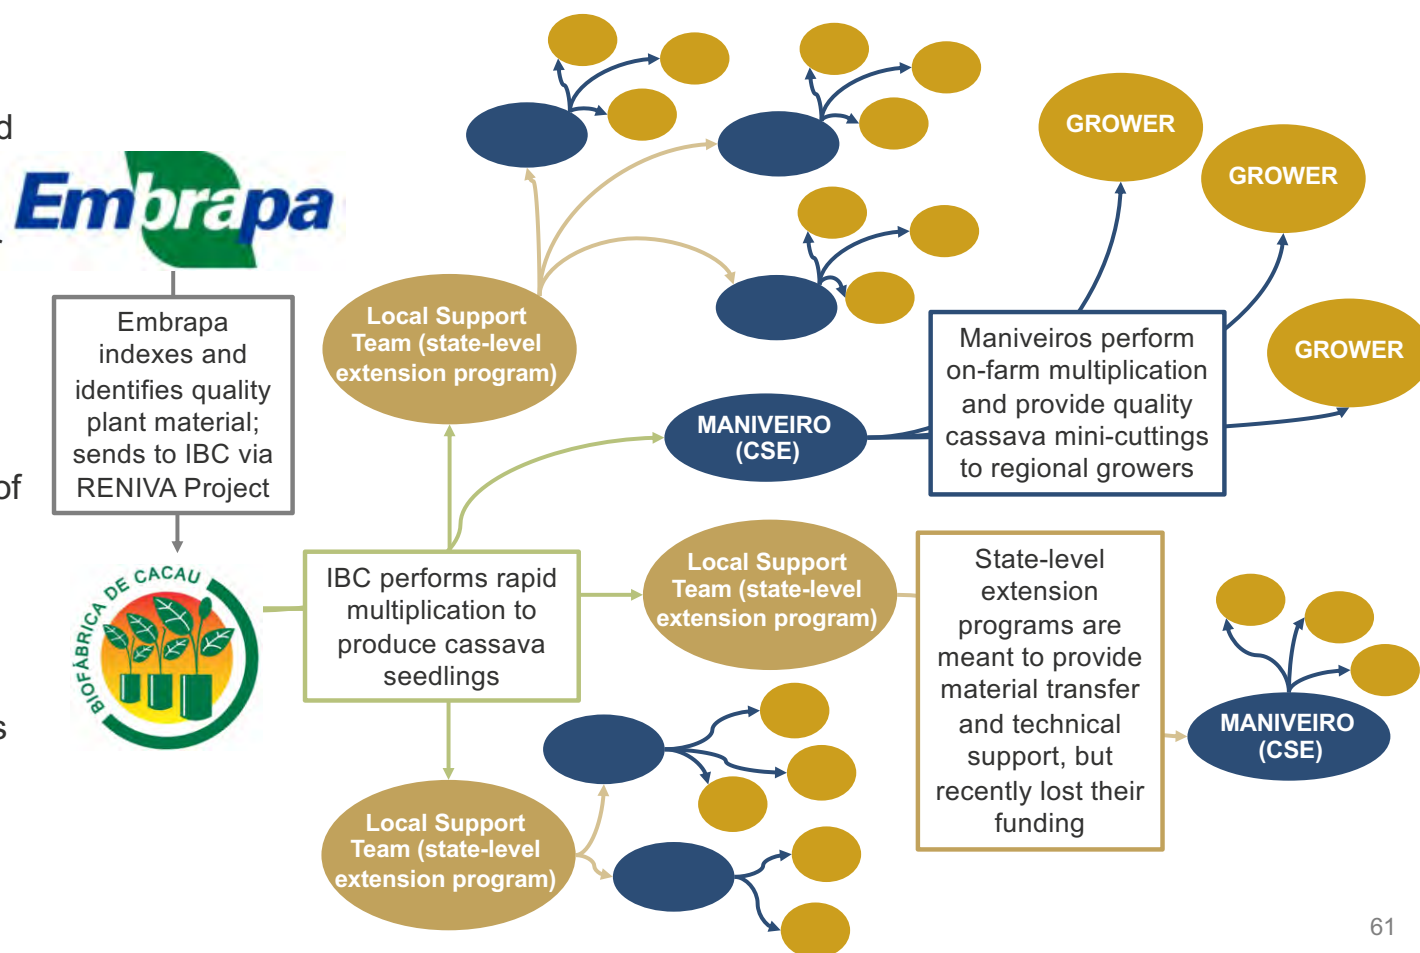 d
r
of
s
Embrapa
Embrapa
indexes and
identifies quality
plant material;
sends to IBC via
RENIVA Project
BIOFÁBRICA DE CACAU
IBC performs rapid
multiplication to
produce cassava
seedlings
Local Support
Team (state-level
extension program)
MANIVEIRO
(CSE)
Maniveiros perform
on-farm multiplication
and provide quality
cassava mini-cuttings
to regional growers
GROWER
GROWER
GROWER
Local Support
Team (state-level
extension program)
State-level
extension
programs are
meant to provide
material transfer
and technical
support, but
recently lost their
funding
MANIVEIRO
(CSE)
Local Support
Team (state-level
extension program)
61